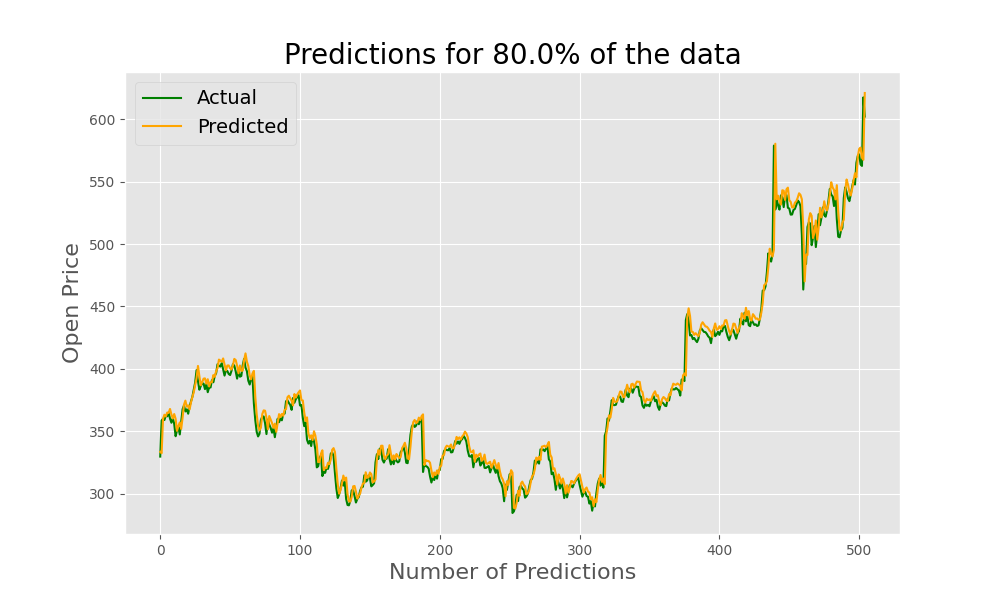 Predictions for 80.0% of the data
Actual
Predicted
Open Price
600
550
500
450
400
350
300
0 100 200 300 400 500
Number of Predictions